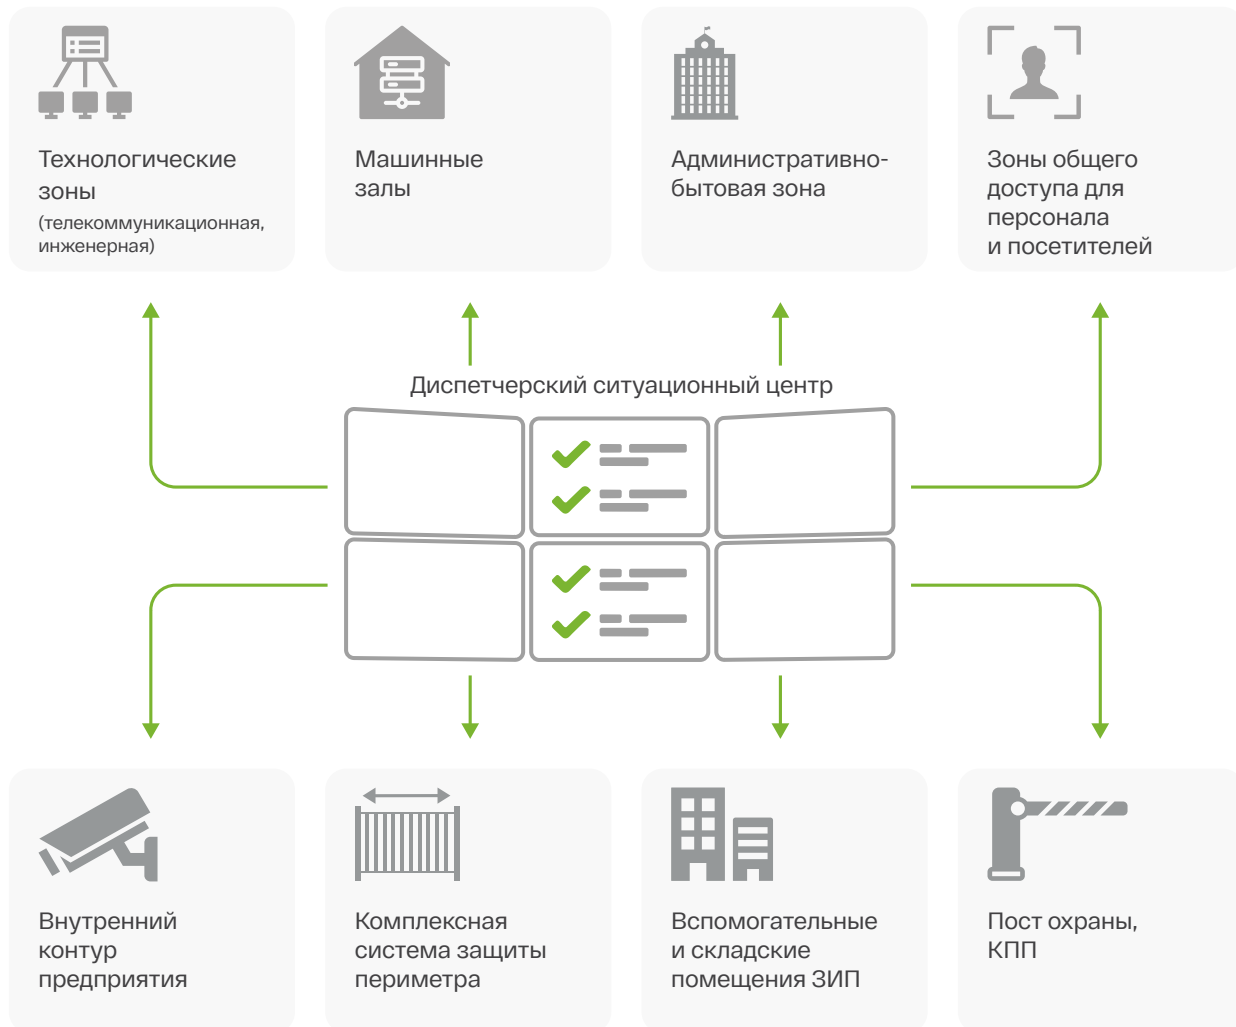 Технологические
зоны
(телекоммуникационная,
инженерная)
Машинные
залы
Административно-
бытовая зона
Зоны общего
доступа для
персонала
и посетителей
Диспетчерский ситуационный центр
Внутренний
контур
предприятия
Комплексная
система защиты
периметра
Вспомогательные
и складские
помещения ЗИП
Пост охраны,
КПП